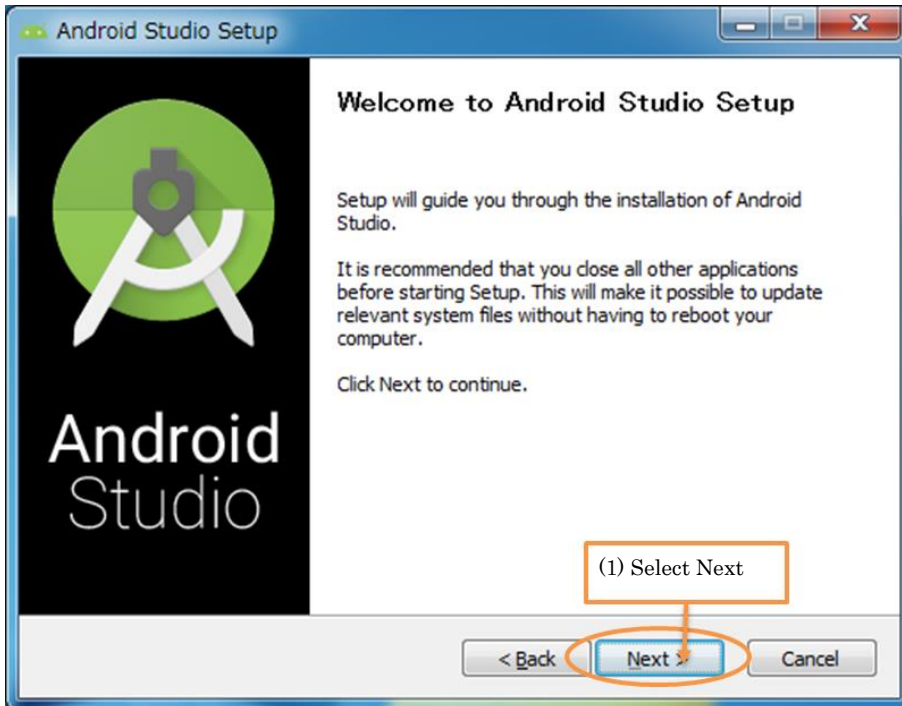 Android Studio Setup
Welcome to Android Studio Setup
Setup will guide you through the installation of Android
Studio.
It is recommended that you close all other applications
before starting Setup. This will make it possible to update
relevant system files without having to reboot your
computer.
Click Next to continue.
Android
Studio
(1) Select Next
< Back
Next >
Cancel